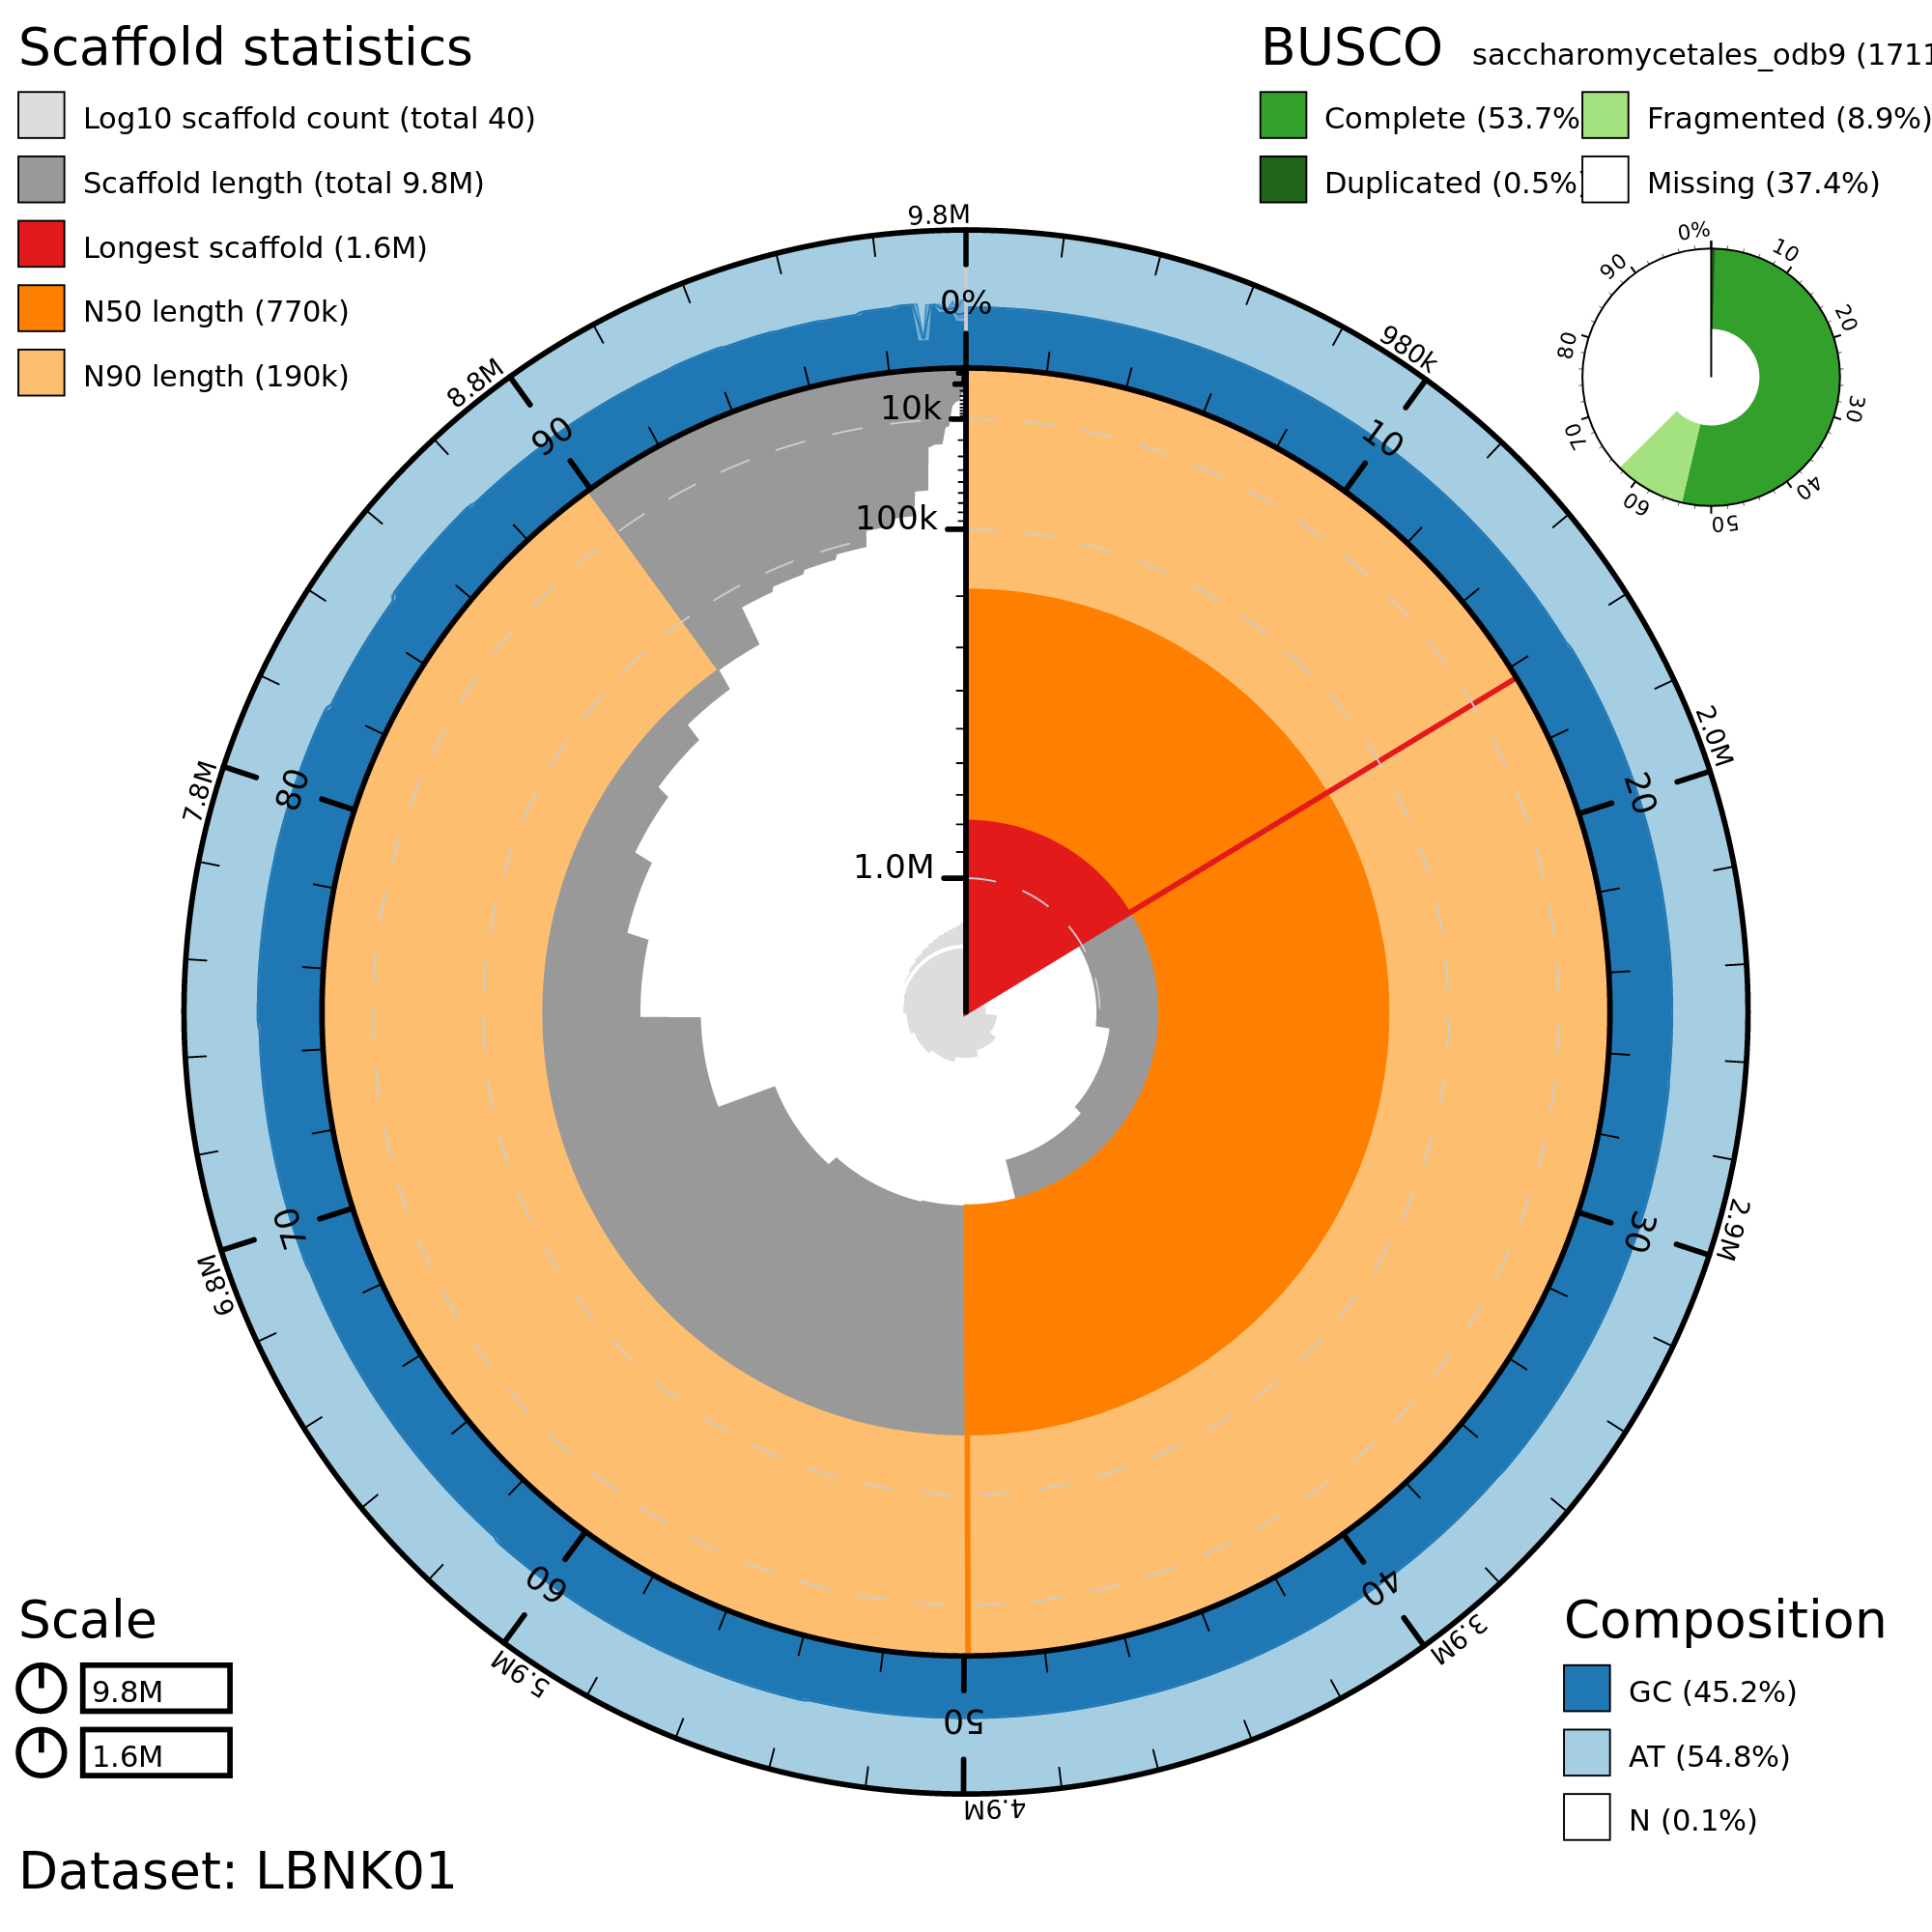 Scaffold statistics
Log10 scaffold count (total 40)
Scaffold length (total 9.8M)
Longest scaffold (1.6M)
N50 length (770k)
N90 length (190k)
BUSCO saccharomycetales_odb9 (1711
Complete (53.7% Fragmented (8.9%)
Duplicated (0.5%) Missing (37.4%)
0%
10
20
30
40
50
60
70
80
90
9.8M
980k
2.0M
2.9M
3.9M
4.9M
5.9M
6.8M
7.8M
8.8M
0%
10
20
30
40
50
60
70
80
90
10k
100k
1.0M
Scale
9.8M
1.6M
Composition
GC (45.2%)
AT (54.8%)
N (0.1%)
Dataset: LBNK01